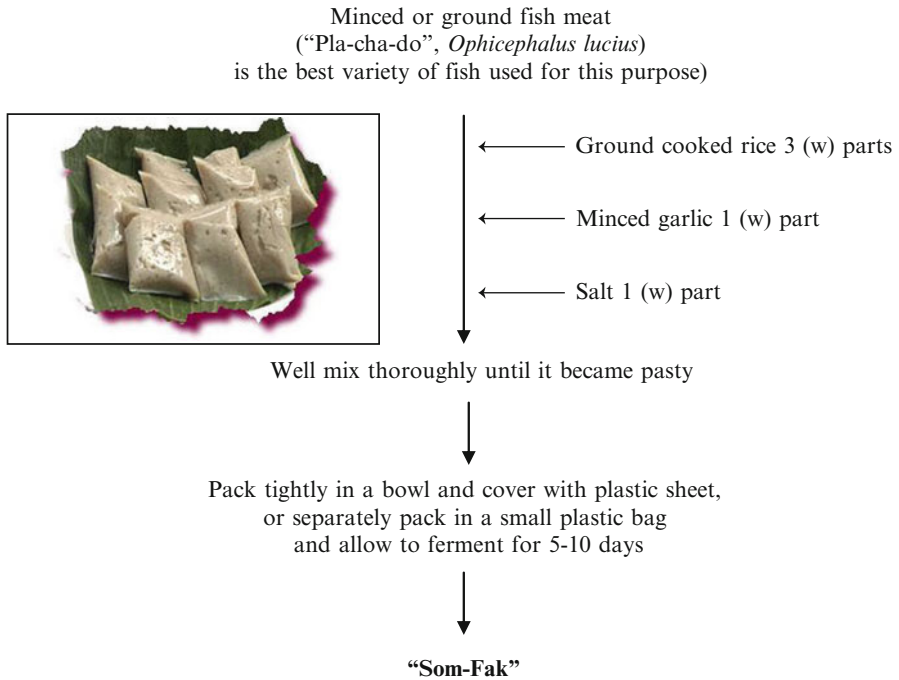 Minced or ground fish meat
(“Pla-cha-do”, Ophicephalus lucius)
is the best variety of fish used for this purpose)
Ground cooked rice 3 (w) parts
Minced garlic 1 (w) part
Salt 1 (w) part
Well mix thoroughly until it became pasty
Pack tightly in a bowl and cover with plastic sheet,
or separately pack in a small plastic bag
and allow to ferment for 5-10 days
“Som-Fak”